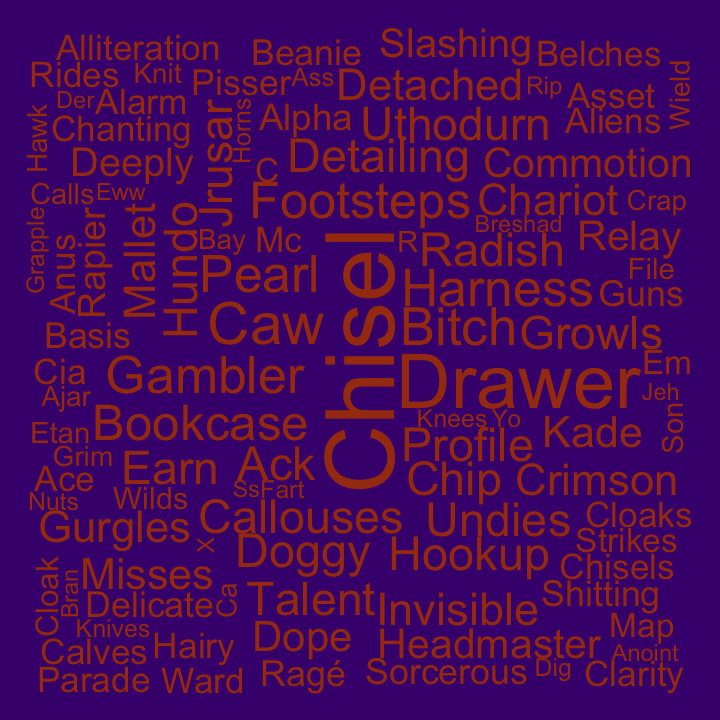 Alliteration Beanie Slashing Belches
Rides Knit Pisser Ass Detached Rip Asset Wield
Der Alarm Jrusar Horns Alpha Uthodurn Aliens
Hawk Chanting Detailing Commotion
Deeply C
Calls Eww Footsteps Chariot Crap
Grapple Anus Rapier Mallet Hundo Bay Mc Chisel R Breshad Relay
Pearl Radish File
Harness Guns
Basis Caw Bitch Growls
Cia Gambler Drawer Em
Ajar Jeh
Etan Bookcase Knees Yo Kade Son
Grim Earn Ack Profile
Ace Wilds Ss Fart Chip Crimson
Nuts Gurgles Callouses Undies Cloaks
X Doggy Hookup Strikes
Cloak Bran Misses Chisels
Delicate Ca Talent Invisible Shitting
Knives Map
Calves Hairy Dope Headmaster Anoint
Parade Ward Ragé Sorcerous Dig Clarity